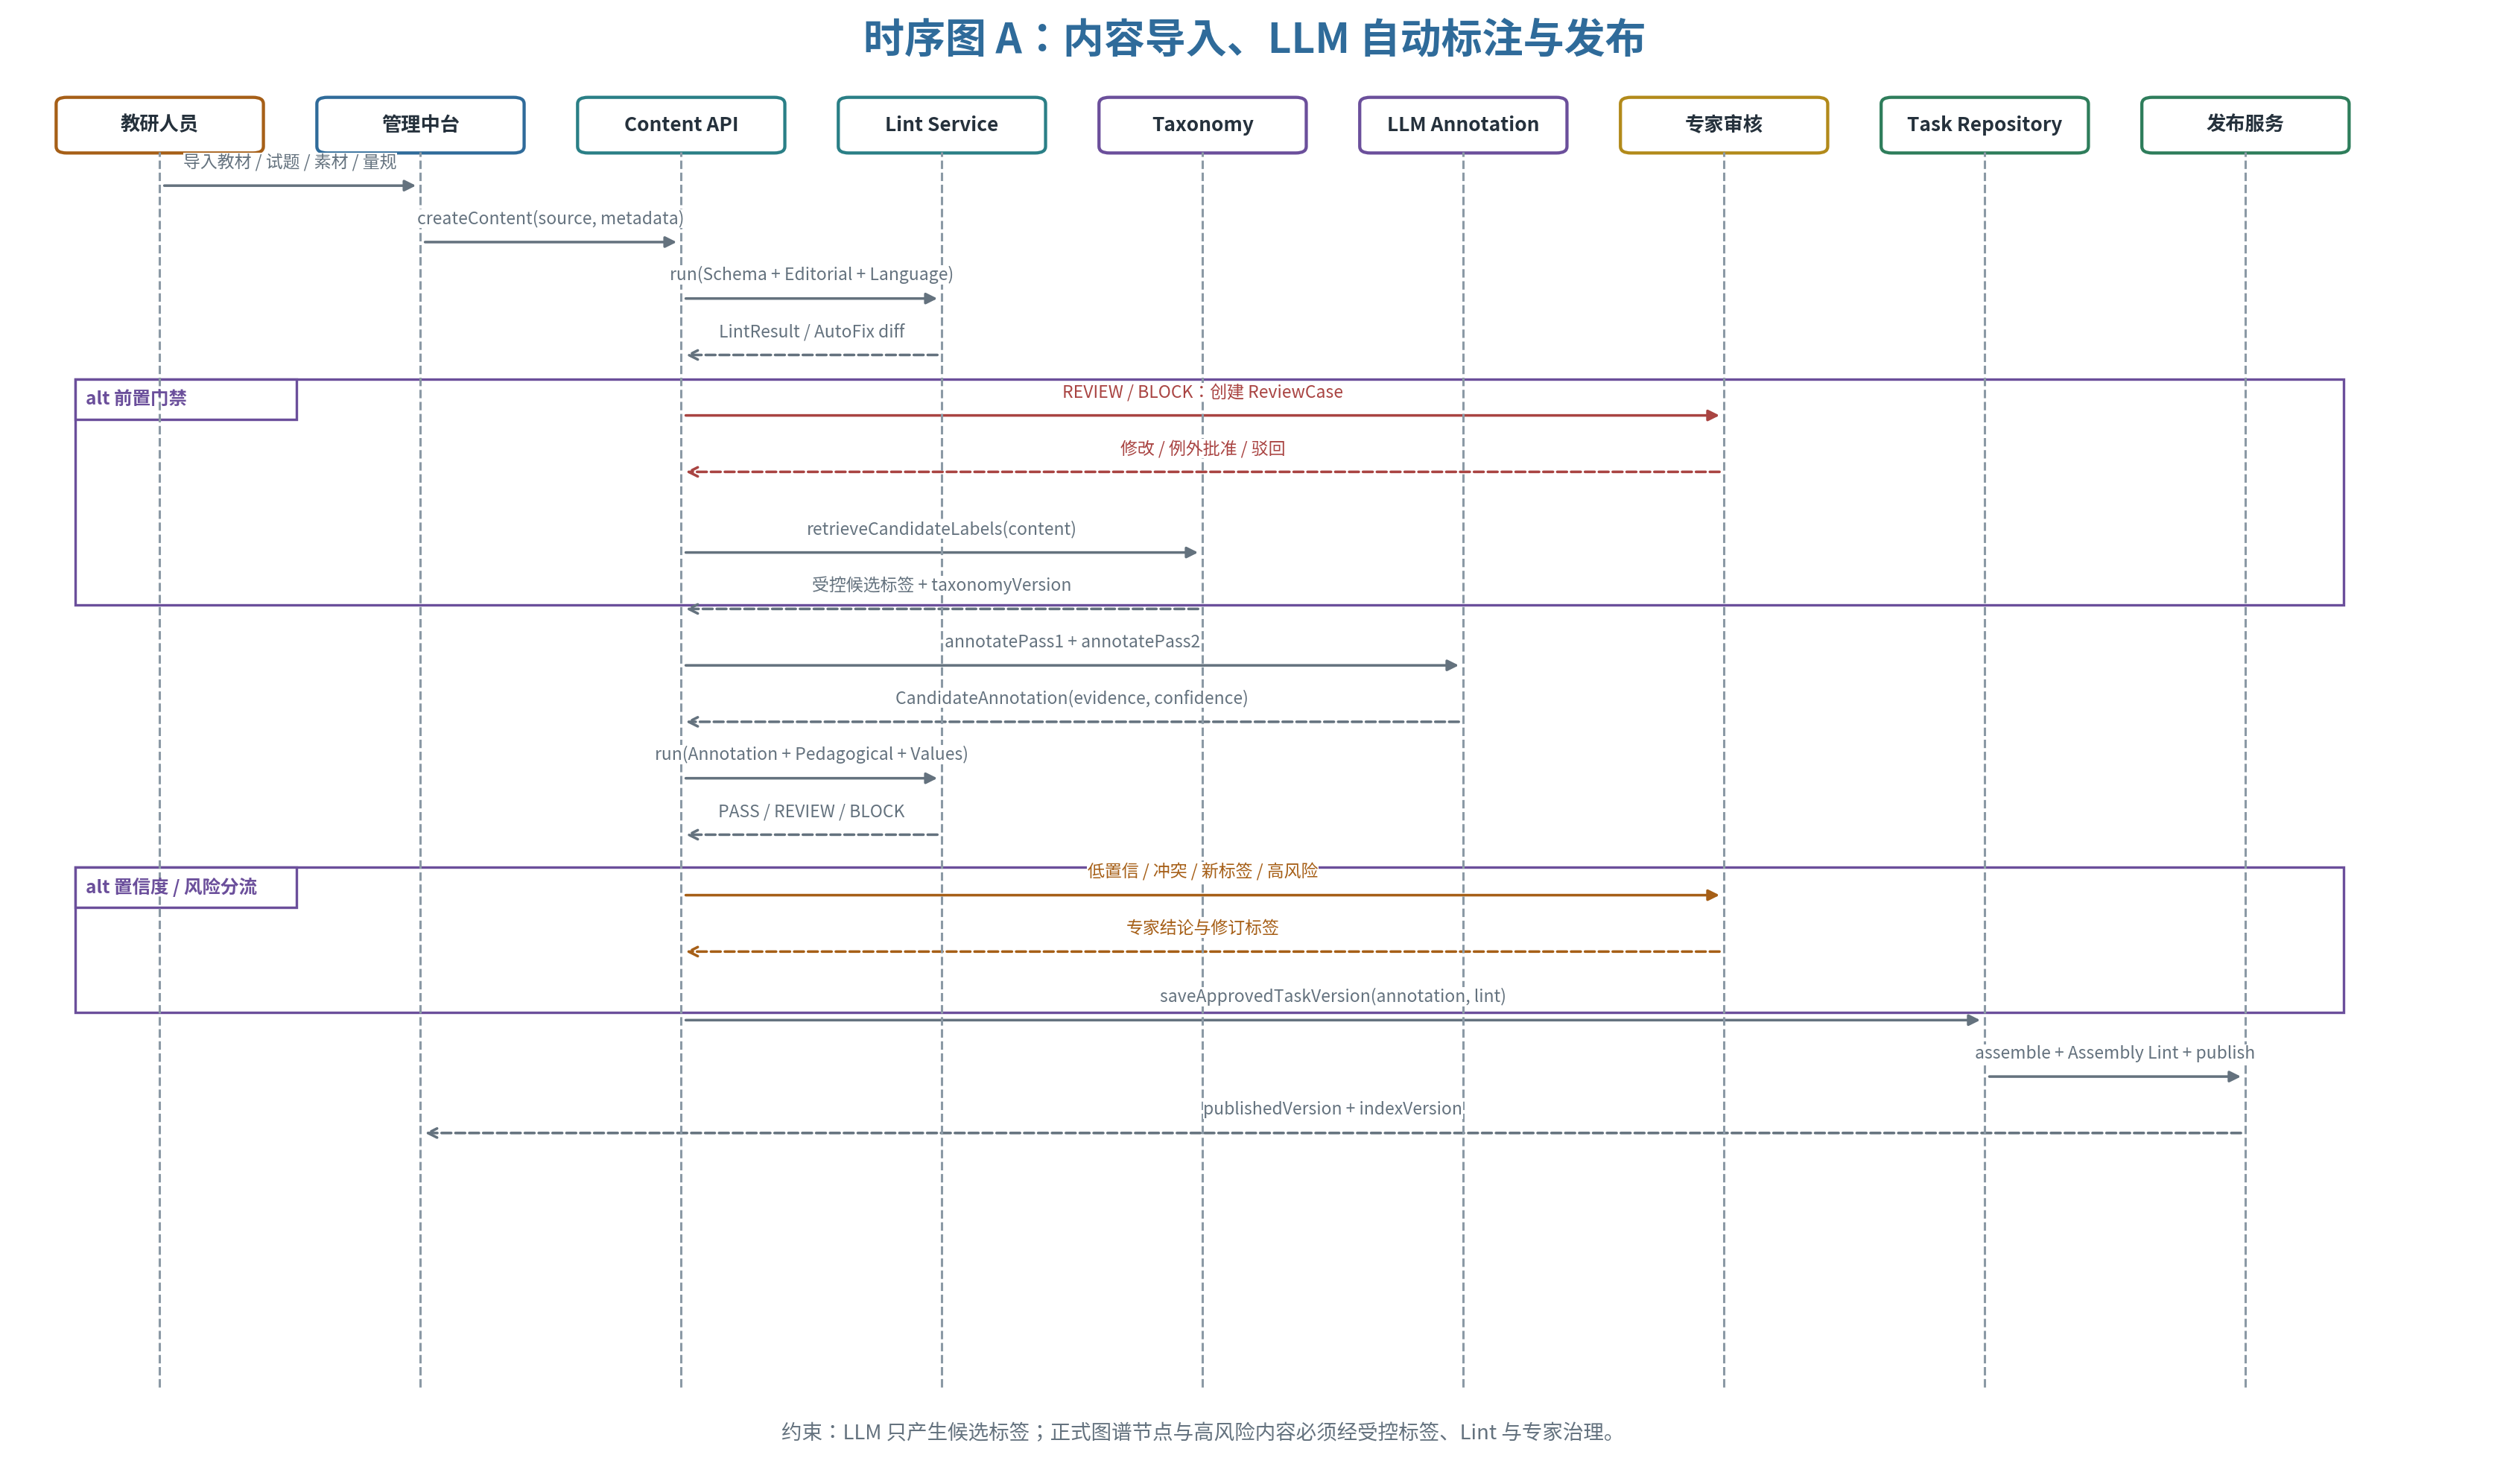 时序图 A：内容导入、LLM 自动标注与发布
教研人员
管理中台
Content API
Lint Service
Taxonomy
LLM Annotation
专家审核
Task Repository
发布服务
导入教材 / 试题 / 素材 / 量规
createContent(source, metadata)
run(Schema + Editorial + Language)
LintResult / AutoFix diff
alt 前置门禁
REVIEW / BLOCK：创建 ReviewCase
修改 / 例外批准 / 驳回
retrieveCandidateLabels(content)
受控候选标签 + taxonomyVersion
annotatePass1 + annotatePass2
CandidateAnnotation(evidence, confidence)
run(Annotation + Pedagogical + Values)
PASS / REVIEW / BLOCK
alt 置信度 / 风险分流
低置信 / 冲突 / 新标签 / 高风险
专家结论与修订标签
saveApprovedTaskVersion(annotation, lint)
assemble + Assembly Lint + publish
publishedVersion + indexVersion
约束：LLM 只产生候选标签；正式图谱节点与高风险内容必须经受控标签、Lint 与专家治理。